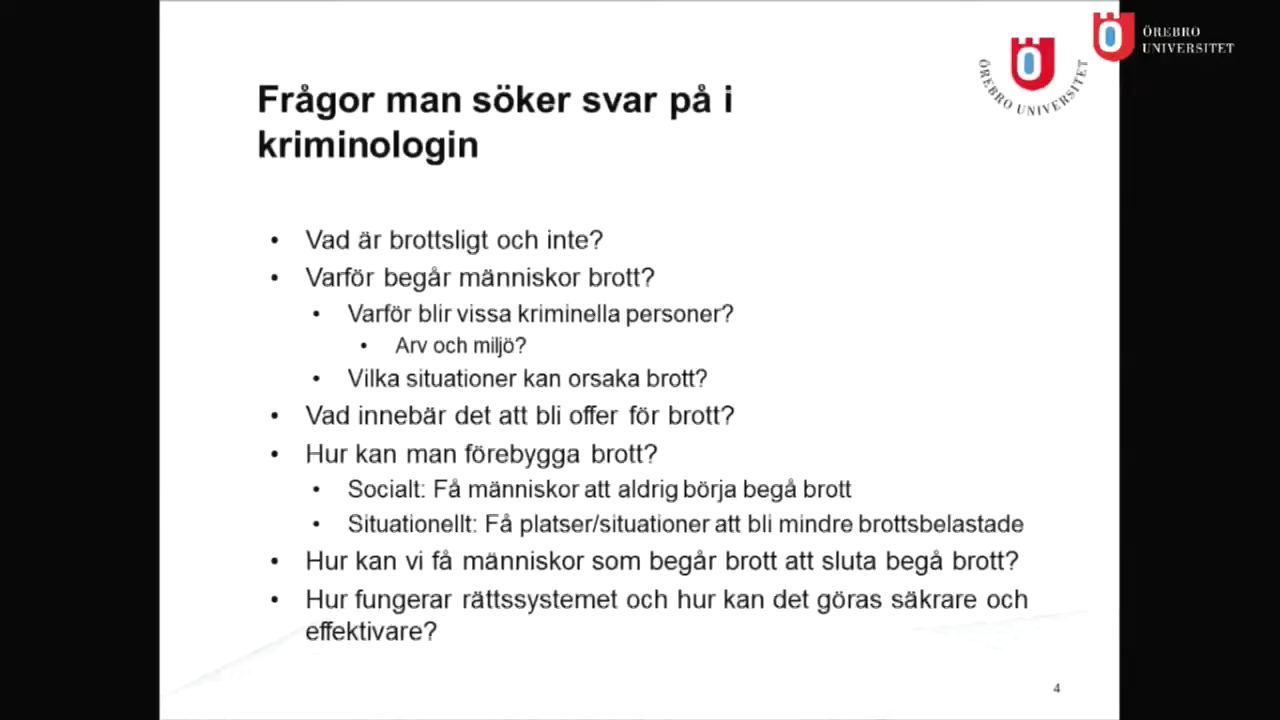 ÖREBRO
UNIVERSITET
ÖREBRO UNIVERSITET
Frågor man söker svar på i
kriminologin
• Vad är brottsligt och inte?
• Varför begår människor brott?
• Varför blir vissa kriminella personer?
• Arv och miljö?
• Vilka situationer kan orsaka brott?
• Vad innebär det att bli offer för brott?
• Hur kan man förebygga brott?
• Socialt: Få människor att aldrig börja begå brott
• Situationellt: Få platser/situationer att bli mindre brottsbelastade
• Hur kan vi få människor som begår brott att sluta begå brott?
• Hur fungerar rättssystemet och hur kan det göras säkrare och
effektivare?
4